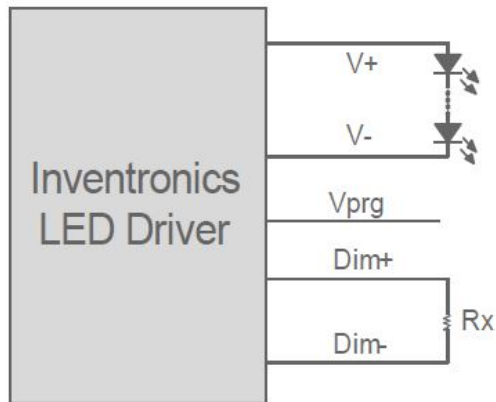 Inventronics
LED Driver
V+
V-
Vprg
Dim+
Dim-
Rx